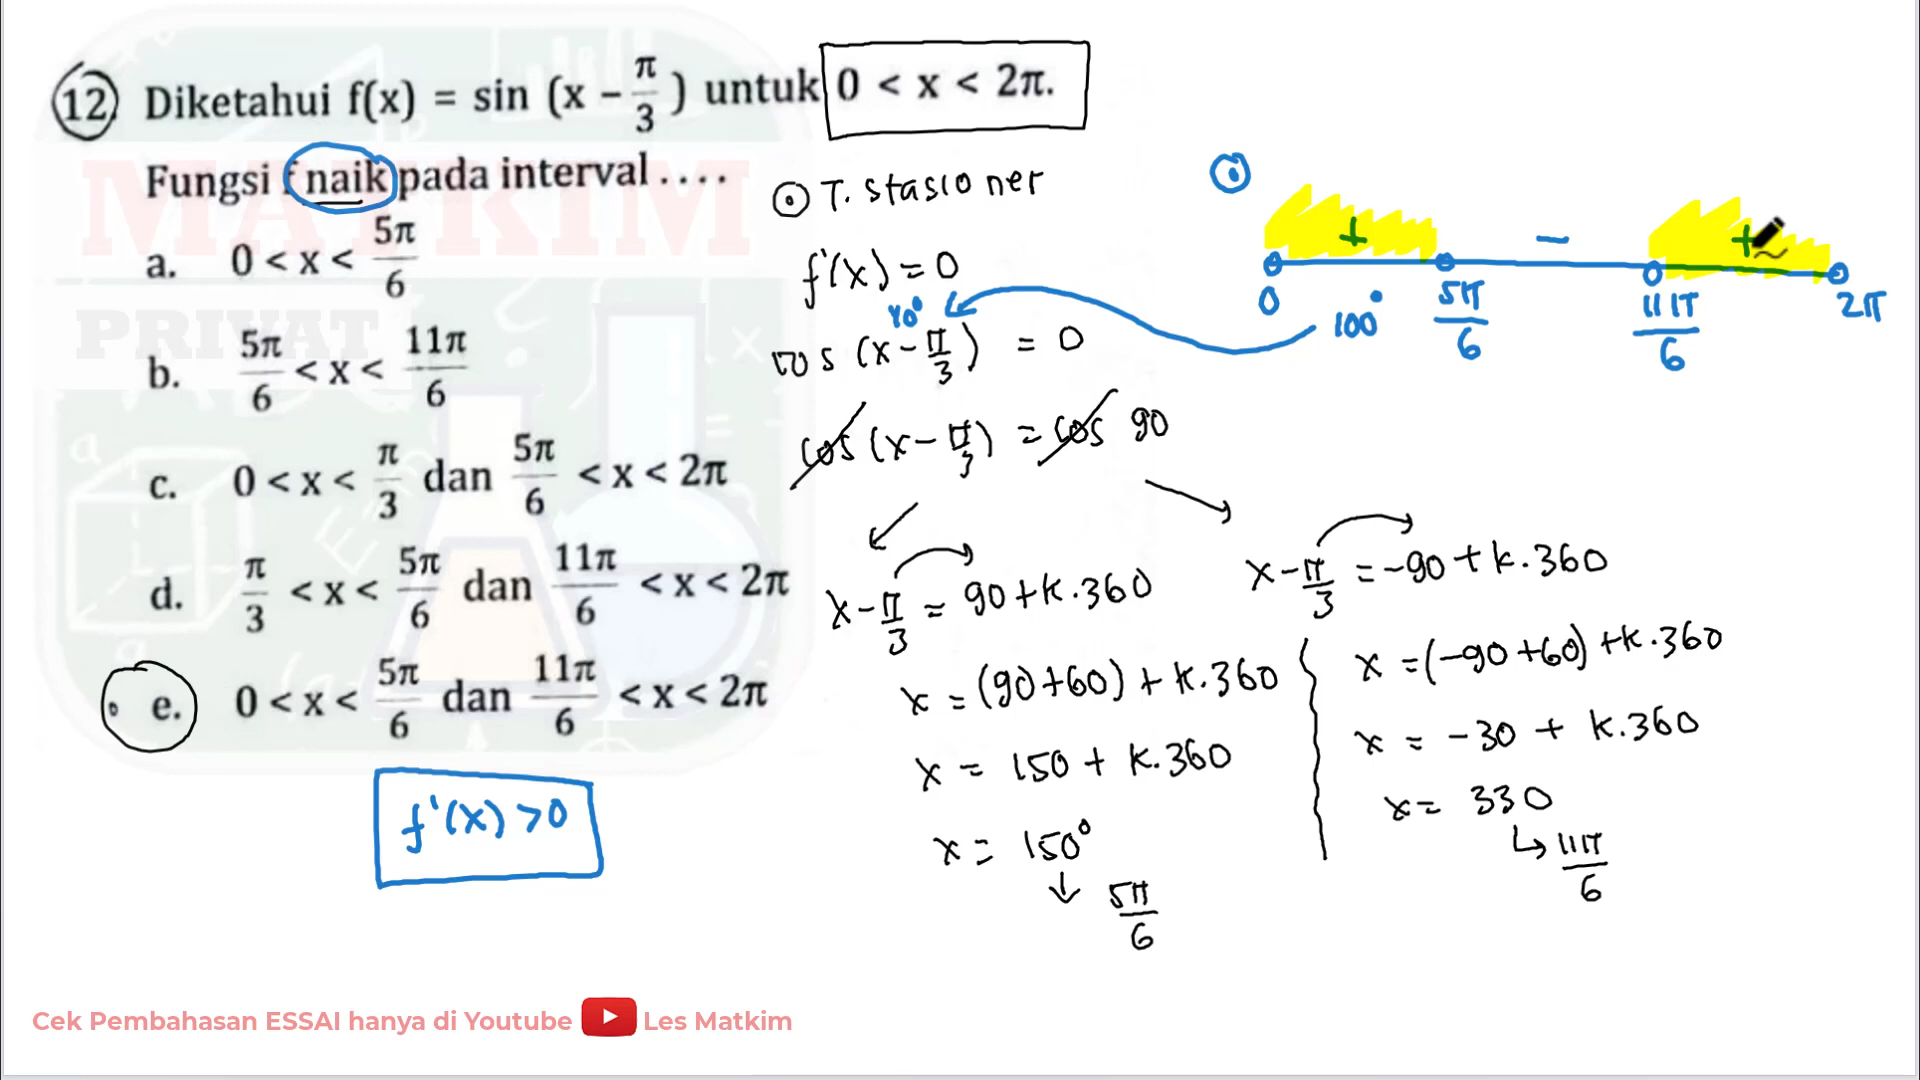 12 Diketahui f(x) = sin (x − π/3) untuk 0 < x < 2π.
Fungsi f naik pada interval ....
a. 0 < x < 5π/6
b. 5π/6 < x < 11π/6
c. 0 < x < π/3 dan 5π/6 < x < 2π
d. π/3 < x < 5π/6 dan 11π/6 < x < 2π
e. 0 < x < 5π/6 dan 11π/6 < x < 2π
f'(x) > 0
MATKIM
PRIVAT
T. stasioner
f'(x) = 0
cos (x − π/3) = 0
cos (x − π/3) = cos 90
x − π/3 = 90 + k.360
x = (90+60) + k.360
x = 150 + k.360
x = 150°
5π/6
x − π/3 = −90 + k.360
x = (−90+60) + k.360
x = −30 + k.360
x = 330
11π/6
+ − +
0 100° 5π/6 11π/6 2π
Cek Pembahasan ESSAI hanya di Youtube Les Matkim